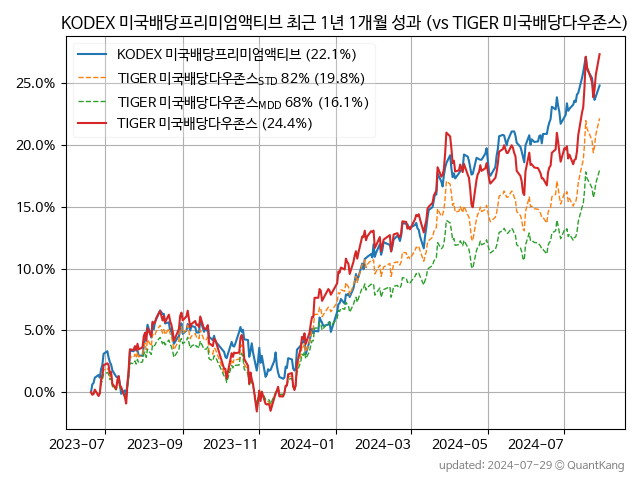 KODEX 미국배당프리미엄액티브 최근 1년 1개월 성과 (vs TIGER 미국배당다우존스)
KODEX 미국배당프리미엄액티브 (22.1%)
TIGER 미국배당다우존스STD 82% (19.8%)
TIGER 미국배당다우존스MDD 68% (16.1%)
TIGER 미국배당다우존스 (24.4%)
25.0%
20.0%
15.0%
10.0%
5.0%
0.0%
2023-07 2023-09 2023-11 2024-01 2024-03 2024-05 2024-07
updated: 2024-07-29 © QuantKang